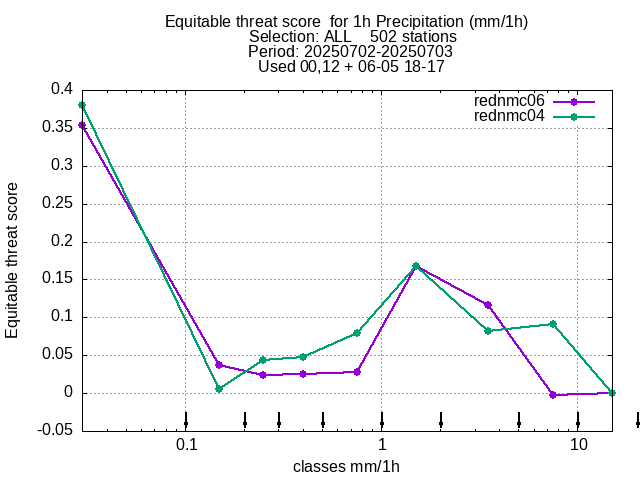 Equitable threat score  for 1h Precipitation (mm/1h)
Selection: ALL    502 stations
Period: 20250702-20250703
Used 00,12 + 06-05 18-17
rednmc06
rednmc04
0.4
0.35
0.3
0.25
0.2
0.15
0.1
0.05
0
-0.05
Equitable threat score
0.1
1
10
classes mm/1h